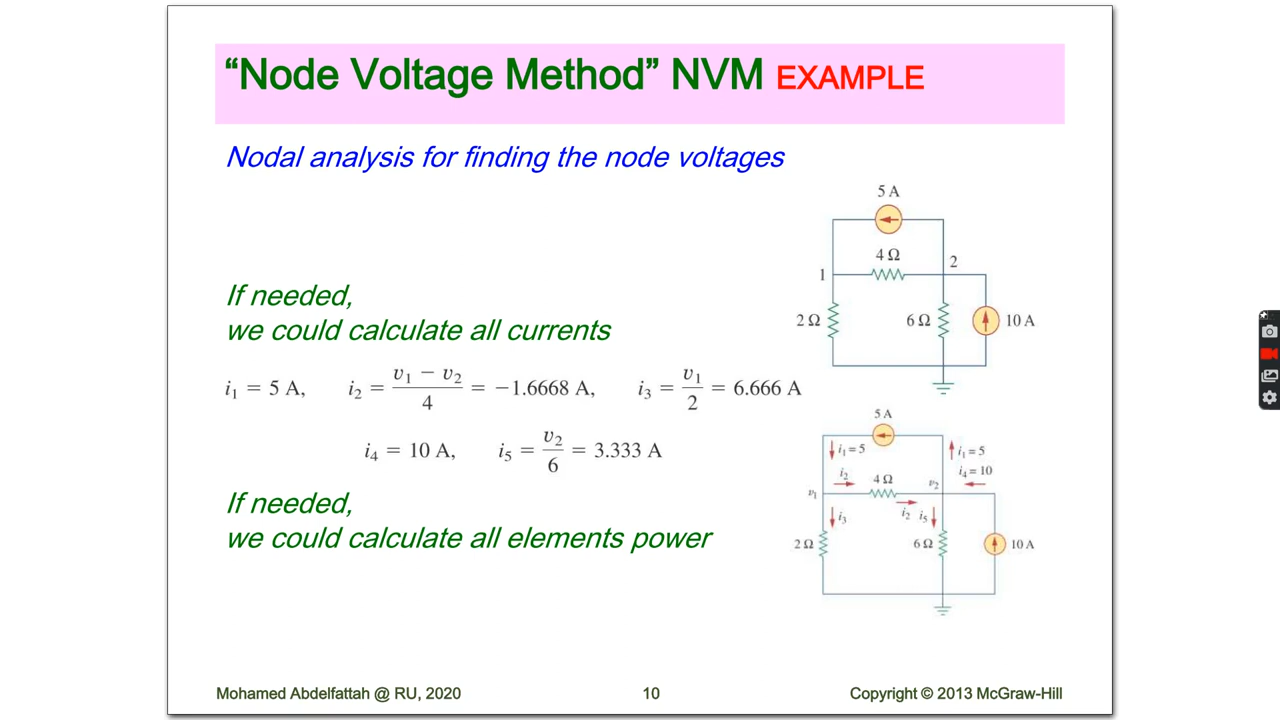 “Node Voltage Method” NVM EXAMPLE
Nodal analysis for finding the node voltages
5 A
4 Ω
1
2
2 Ω
6 Ω
10 A
If needed,
we could calculate all currents
i₁ = 5 A, i₂ = (v₁ − v₂)/4 = −1.6668 A, i₃ = v₁/2 = 6.666 A
i₄ = 10 A, i₅ = v₂/6 = 3.333 A
If needed,
we could calculate all elements power
5 A
i₁ = 5
i₁ = 5
i₂
4 Ω
v₂
i₄ = 10
v₁
i₃
i₂
i₅
2 Ω
6 Ω
10 A
Mohamed Abdelfattah @ RU, 2020
10
Copyright © 2013 McGraw-Hill